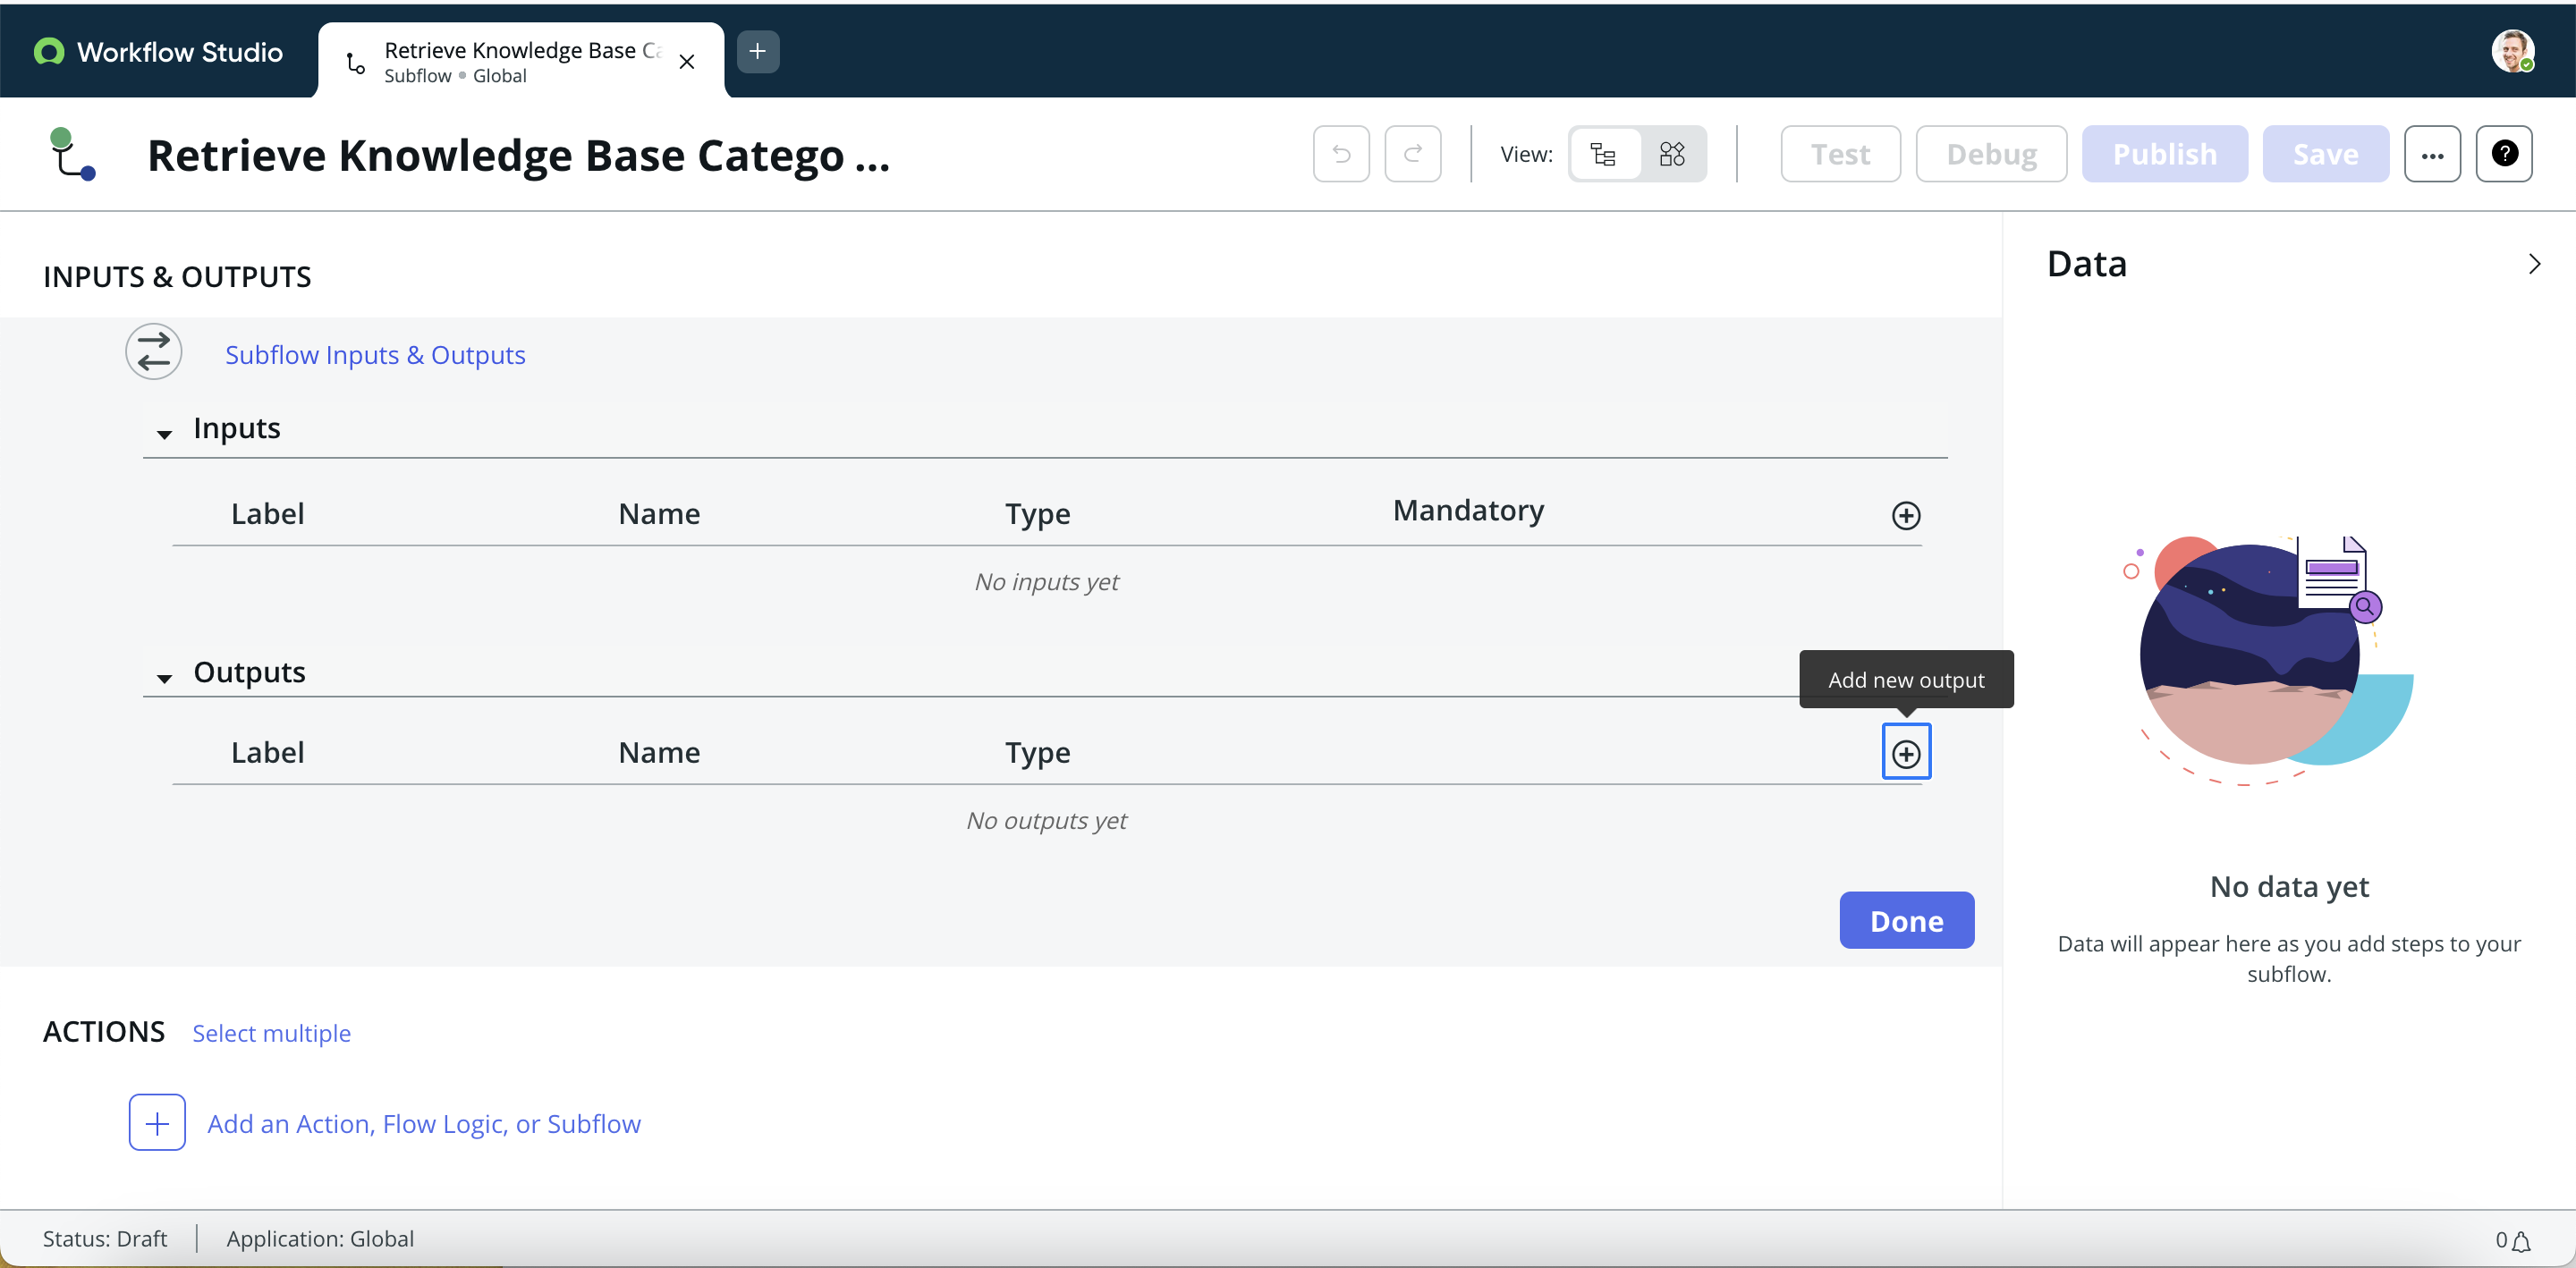 Workflow Studio
Retrieve Knowledge Base Ca
Subflow • Global
Retrieve Knowledge Base Catego ...
View:
Test
Debug
Publish
Save
INPUTS & OUTPUTS
Subflow Inputs & Outputs
Inputs
Label Name Type Mandatory
No inputs yet
Outputs
Add new output
Label Name Type
No outputs yet
Done
ACTIONS Select multiple
Add an Action, Flow Logic, or Subflow
Data
No data yet
Data will appear here as you add steps to your
subflow.
Status: Draft
Application: Global
0